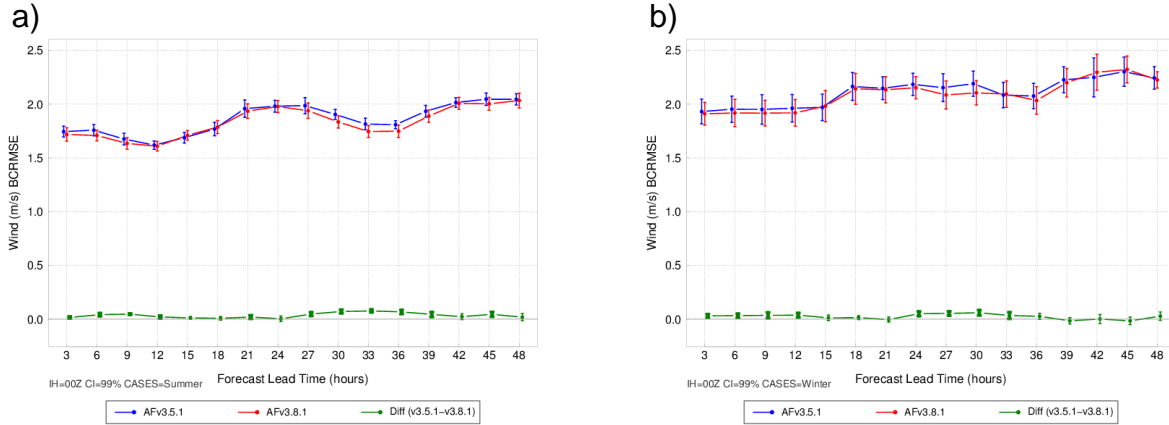 a)
2.5
2.0
1.5
1.0
0.5
0.0
Wind (m/s) BCRMSE
3 6 9 12 15 18 21 24 27 30 33 36 39 42 45 48
IH=00Z CI=99% CASES=Summer
Forecast Lead Time (hours)
AFv3.5.1 AFv3.8.1 Diff (v3.5.1−v3.8.1)
b)
2.5
2.0
1.5
1.0
0.5
0.0
Wind (m/s) BCRMSE
3 6 9 12 15 18 21 24 27 30 33 36 39 42 45 48
IH=00Z CI=99% CASES=Winter
Forecast Lead Time (hours)
AFv3.5.1 AFv3.8.1 Diff (v3.5.1−v3.8.1)